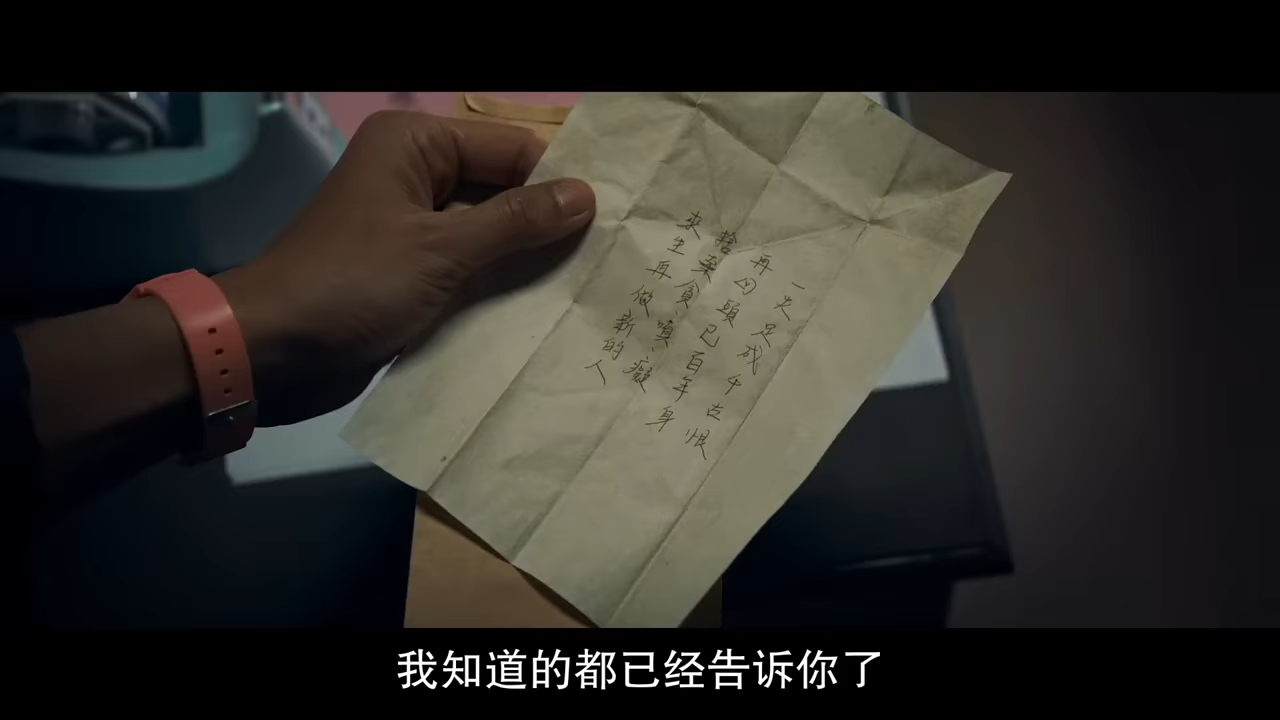 一失足成千古恨
再回頭已百年身
捨棄貪、嗔、癡
來生再做新的人
我知道的都已经告诉你了